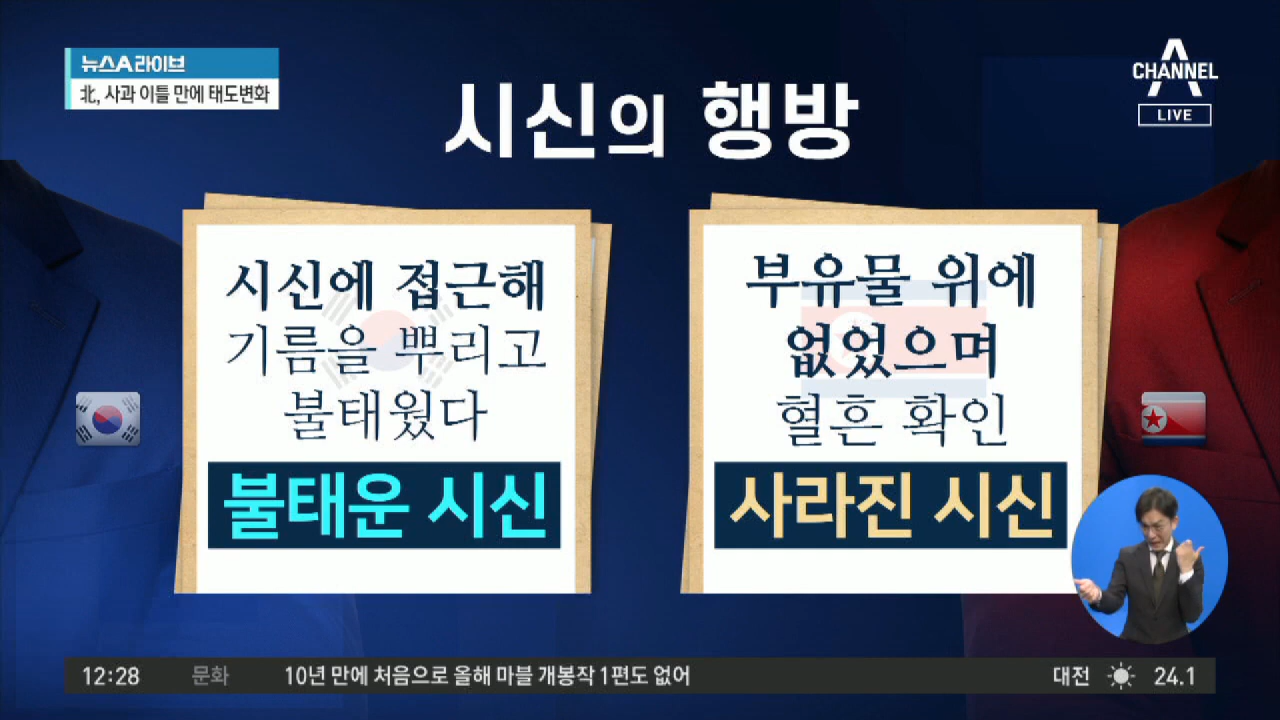 뉴스A 라이브
北, 사과 이틀 만에 태도변화
CHANNEL A
LIVE
시신의 행방
시신에 접근해
기름을 뿌리고
불태웠다
불태운 시신
부유물 위에
없었으며
혈흔 확인
사라진 시신
12:28 문화 10년 만에 처음으로 올해 마블 개봉작 1편도 없어 대전 24.1